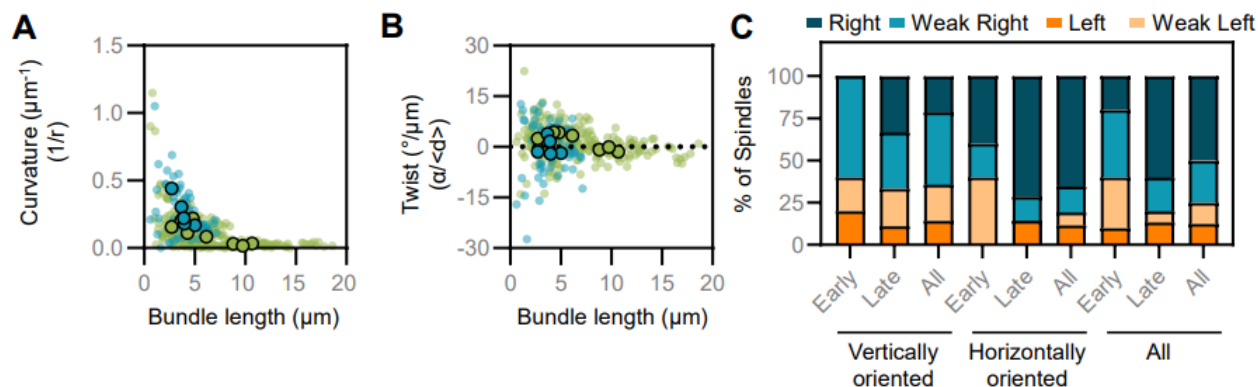 A
Curvature (μm⁻¹)
(1/r)
1.5
1.0
0.5
0.0
0 5 10 15 20
Bundle length (μm)
B
Twist (°/μm)
(α/<d>)
30
15
0
-15
-30
0 5 10 15 20
Bundle length (μm)
C
Right Weak Right Left Weak Left
% of Spindles
100
75
50
25
0
Early Late All Early Late All Early Late All
Vertically
oriented
Horizontally
oriented
All